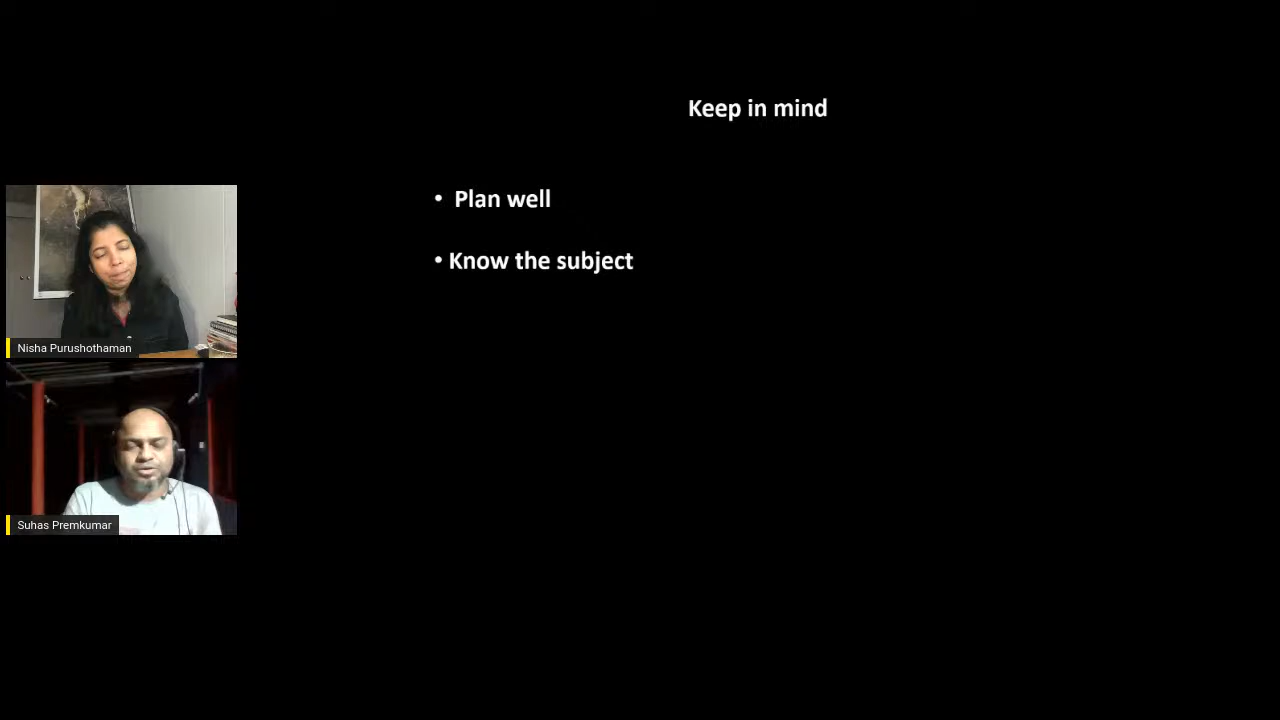 Keep in mind
• Plan well
• Know the subject
Nisha Purushothaman
Suhas Premkumar